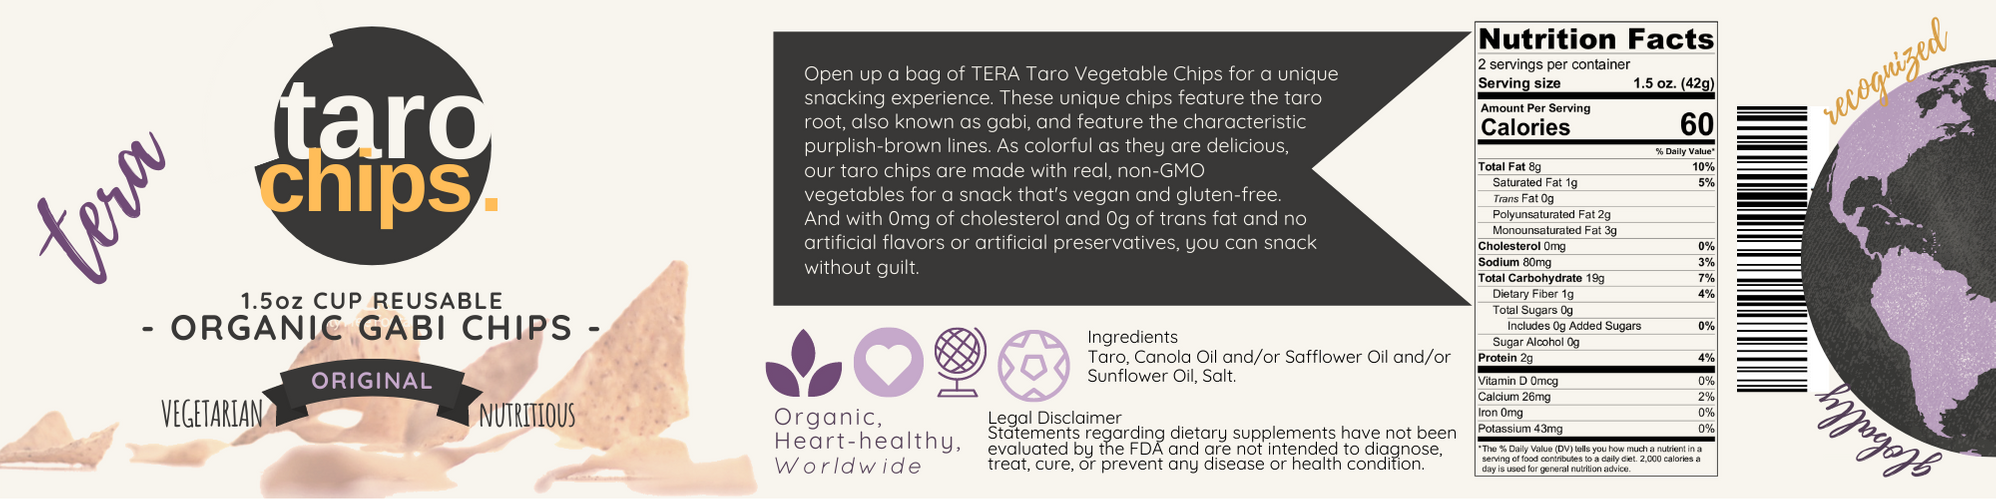 tera
taro
chips.
1.5oz CUP REUSABLE
- ORGANIC GABI CHIPS -
ORIGINAL
VEGETARIAN
NUTRITIOUS
Open up a bag of TERA Taro Vegetable Chips for a unique
snacking experience. These unique chips feature the taro
root, also known as gabi, and feature the characteristic
purplish-brown lines. As colorful as they are delicious,
our taro chips are made with real, non-GMO
vegetables for a snack that's vegan and gluten-free.
And with 0mg of cholesterol and 0g of trans fat and no
artificial flavors or artificial preservatives, you can snack
without guilt.
Organic,
Heart-healthy,
Worldwide
Ingredients
Taro, Canola Oil and/or Safflower Oil and/or
Sunflower Oil, Salt.
Legal Disclaimer
Statements regarding dietary supplements have not been
evaluated by the FDA and are not intended to diagnose,
treat, cure, or prevent any disease or health condition.
Nutrition Facts
2 servings per container
Serving size 1.5 oz. (42g)
Amount Per Serving
Calories 60
% Daily Value*
Total Fat 8g 10%
Saturated Fat 1g 5%
Trans Fat 0g
Polyunsaturated Fat 2g
Monounsaturated Fat 3g
Cholesterol 0mg 0%
Sodium 80mg 3%
Total Carbohydrate 19g 7%
Dietary Fiber 1g 4%
Total Sugars 0g
Includes 0g Added Sugars 0%
Sugar Alcohol 0g
Protein 2g 4%
Vitamin D 0mcg 0%
Calcium 26mg 2%
Iron 0mg 0%
Potassium 43mg 0%
*The % Daily Value (DV) tells you how much a nutrient in a
serving of food contributes to a daily diet. 2,000 calories a
day is used for general nutrition advice.
recognized
globally